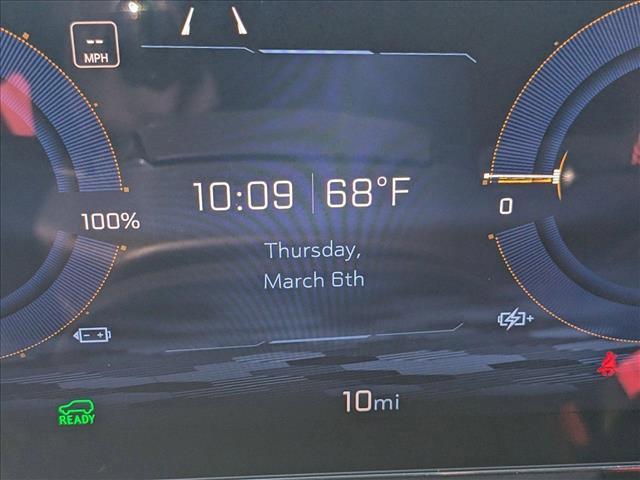 --
MPH
10:09 68°F
100%
0
Thursday,
March 6th
READY
10mi